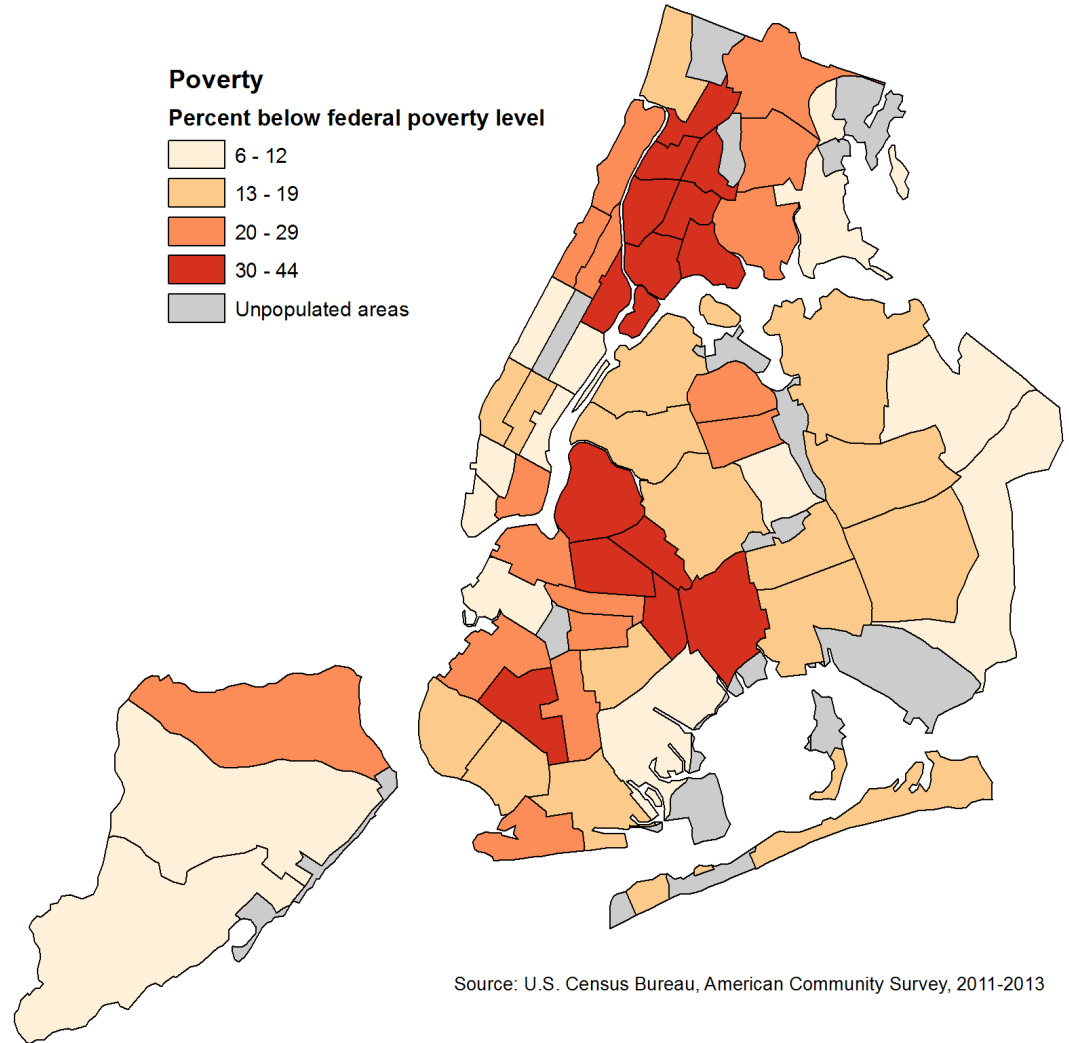 Poverty
Percent below federal poverty level
6 - 12
13 - 19
20 - 29
30 - 44
Unpopulated areas
Source: U.S. Census Bureau, American Community Survey, 2011-2013